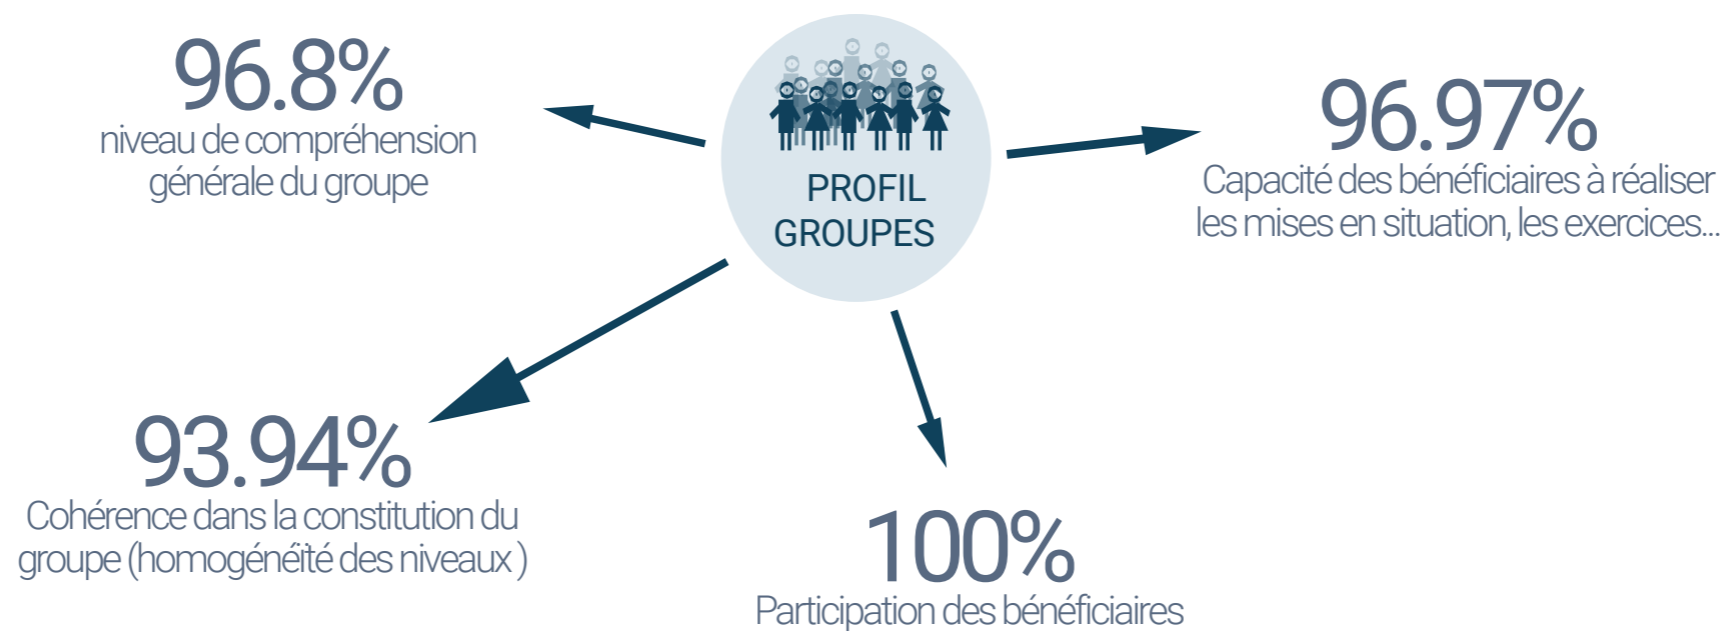 96.8%
niveau de compréhension
générale du groupe
PROFIL
GROUPES
96.97%
Capacité des bénéficiaires à réaliser
les mises en situation, les exercices...
93.94%
Cohérence dans la constitution du
groupe (homogénéité des niveaux )
100%
Participation des bénéficiaires